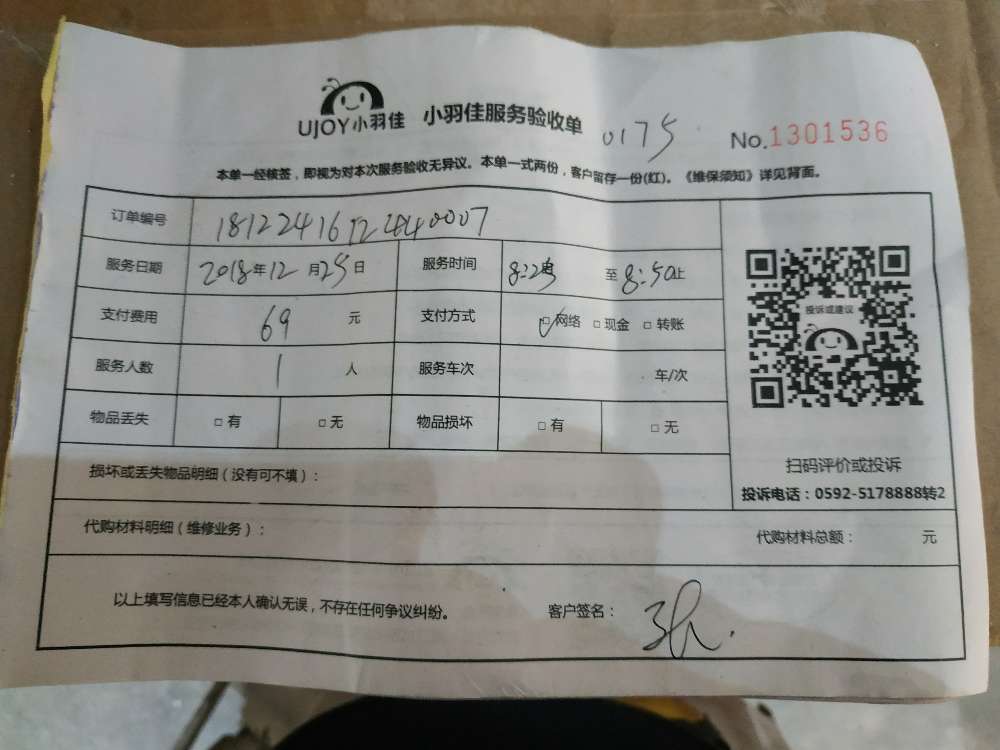 UJOY小羽佳 小羽佳服务验收单 0175 No.1301536
本单一经核签，即视为对本次服务验收无异议。本单一式两份，客户留存一份(红)。《维保须知》详见背面。
订单编号 1812241612440007
服务日期 2018年12月25日 服务时间 至8:50止
支付费用 69 元 支付方式 □网络 □现金 □转账
服务人数 1 人 服务车次 车/次
物品丢失 □有 □无 物品损坏 □有 □无
投诉或建议
扫码评价或投诉
投诉电话：0592-5178888转2
损坏或丢失物品明细（没有可不填）：
代购材料明细（维修业务）： 代购材料总额： 元
以上填写信息已经本人确认无误，不存在任何争议纠纷。 客户签名：